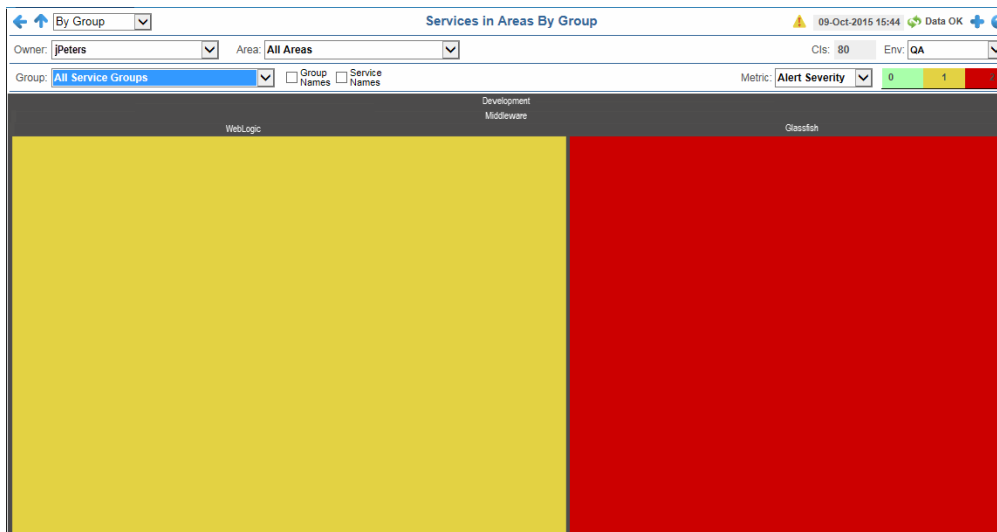 By Group Services in Areas By Group 09-Oct-2015 15:44 Data OK
Owner: jPeters Area: All Areas CIs: 80 Env: QA
Group: All Service Groups Group Names Service Names Metric: Alert Severity 0 1
Development
Middleware
WebLogic Glassfish